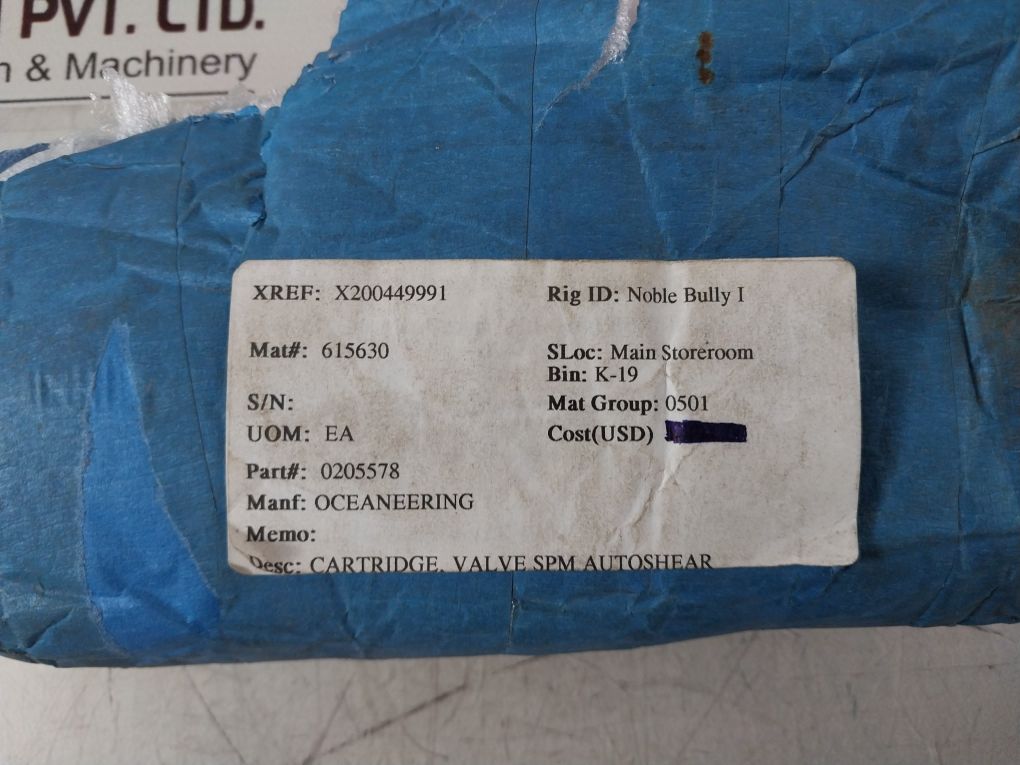 PVT. LTD.
& Machinery
XREF: X200449991
Rig ID: Noble Bully I
Mat#: 615630
SLoc: Main Storeroom
Bin: K-19
S/N:
Mat Group: 0501
UOM: EA
Cost(USD)
Part#: 0205578
Manf: OCEANEERING
Memo:
Desc: CARTRIDGE, VALVE SPM AUTOSHEAR